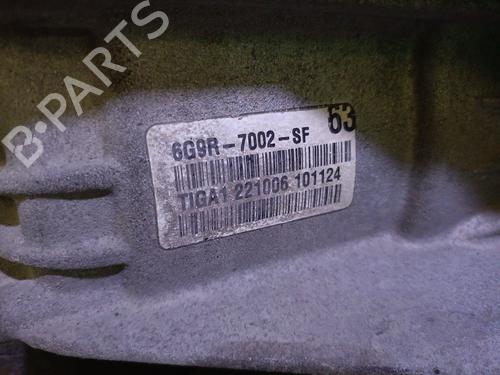 B-PARTS
63
6G9R-7002-SF
TIGA1 221006 101124